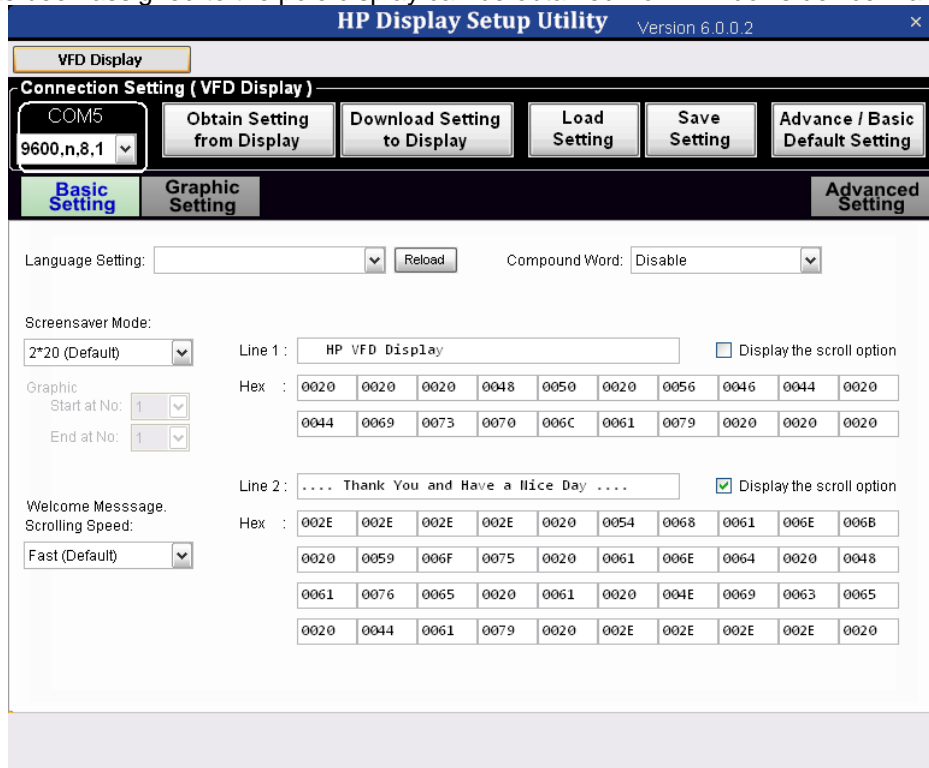 HP Display Setup Utility Version 6.0.0.2 ×
VFD Display
Connection Setting ( VFD Display )
COM5
9600,n,8,1
Obtain Setting
from Display
Download Setting
to Display
Load
Setting
Save
Setting
Advance / Basic
Default Setting
Basic
Setting
Graphic
Setting
Advanced
Setting
Language Setting: Reload Compound Word: Disable
Screensaver Mode:
2*20 (Default)
Graphic
Start at No: 1
End at No: 1
Welcome Messsage.
Scrolling Speed:
Fast (Default)
Line 1 : HP VFD Display Display the scroll option
Hex : 0020 0020 0020 0048 0050 0020 0056 0046 0044 0020
0044 0069 0073 0070 006C 0061 0079 0020 0020 0020
Line 2 : .... Thank You and Have a Nice Day .... Display the scroll option
Hex : 002E 002E 002E 002E 0020 0054 0068 0061 006E 006B
0020 0059 006F 0075 0020 0061 006E 0064 0020 0048
0061 0076 0065 0020 0061 0020 004E 0069 0063 0065
0020 0044 0061 0079 0020 002E 002E 002E 002E 0020